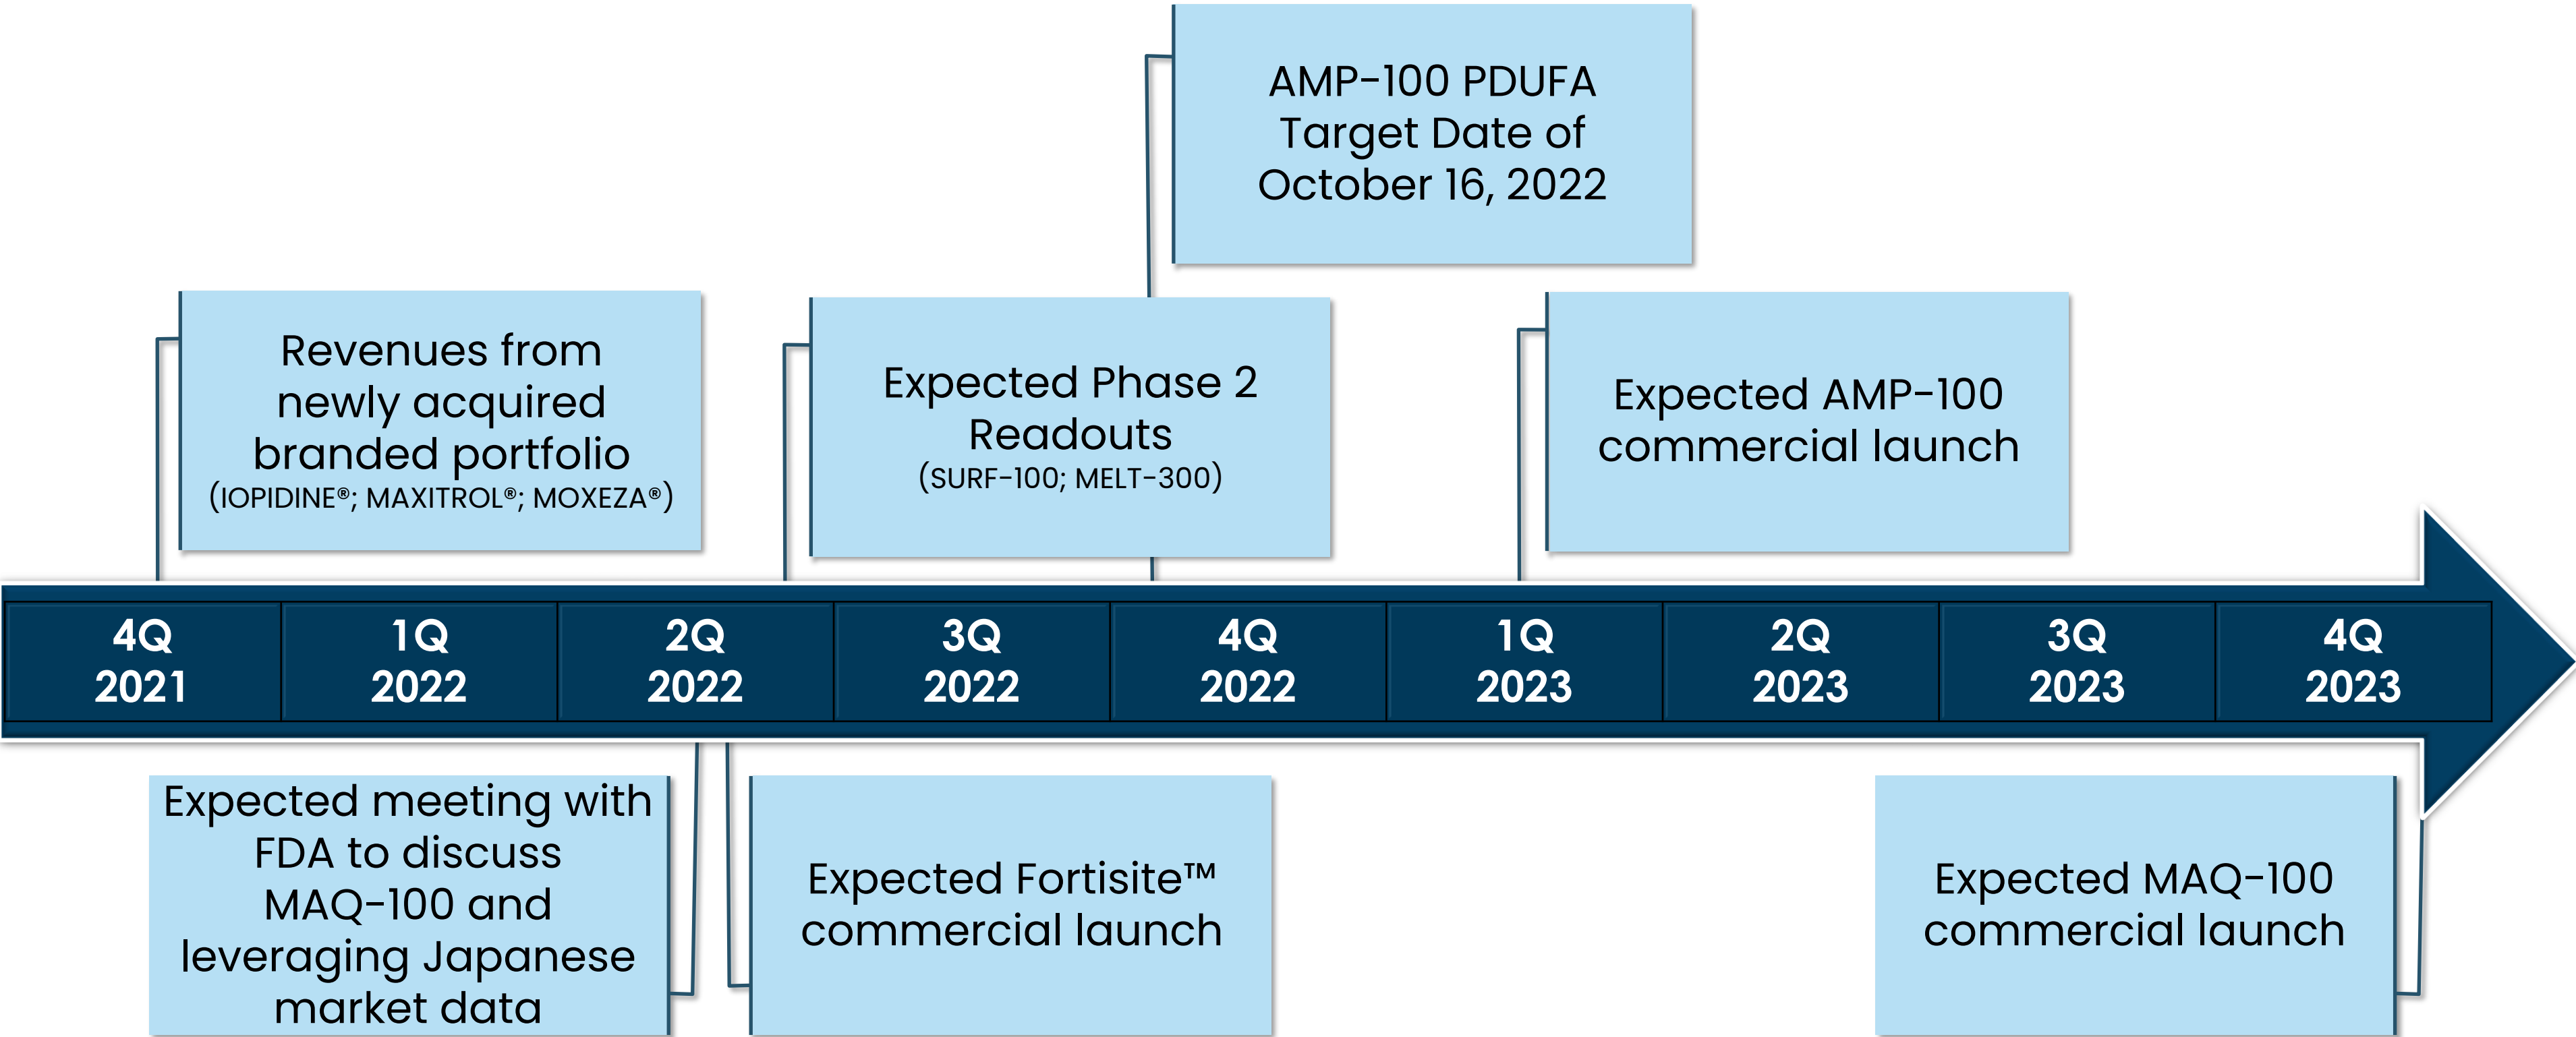 AMP-100 PDUFA
Target Date of
October 16, 2022
Revenues from
newly acquired
branded portfolio
(IOPIDINE®; MAXITROL®; MOXEZA®)
Expected Phase 2
Readouts
(SURF-100; MELT-300)
Expected AMP-100
commercial launch
4Q
2021
1Q
2022
2Q
2022
3Q
2022
4Q
2022
1Q
2023
2Q
2023
3Q
2023
4Q
2023
Expected meeting with
FDA to discuss
MAQ-100 and
leveraging Japanese
market data
Expected Fortisite™
commercial launch
Expected MAQ-100
commercial launch